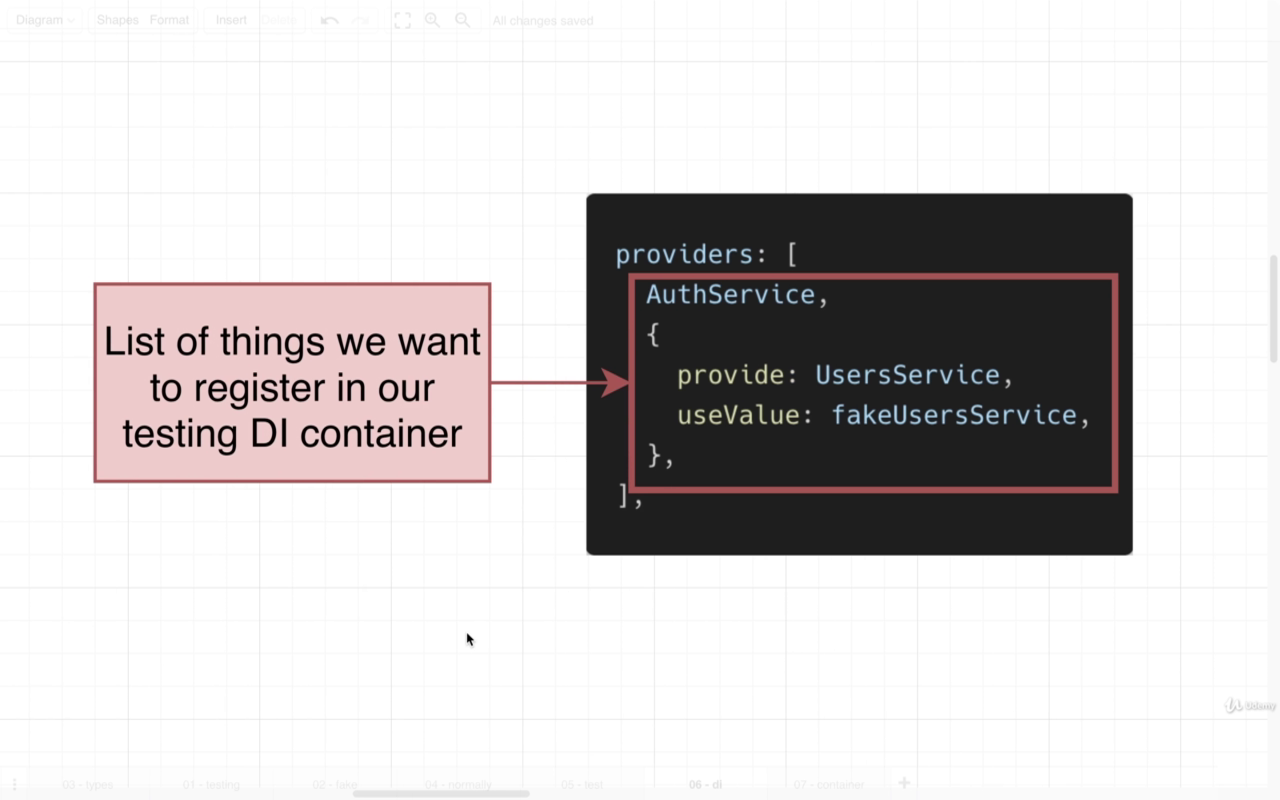 Diagram Shapes Format Insert Delete All changes saved
List of things we want
to register in our
testing DI container
providers: [
AuthService,
{
provide: UsersService,
useValue: fakeUsersService,
},
],
Udemy
03 - types 01 - testing 02 - fake 04 - normally 05 - test 06 - di 07 - container +